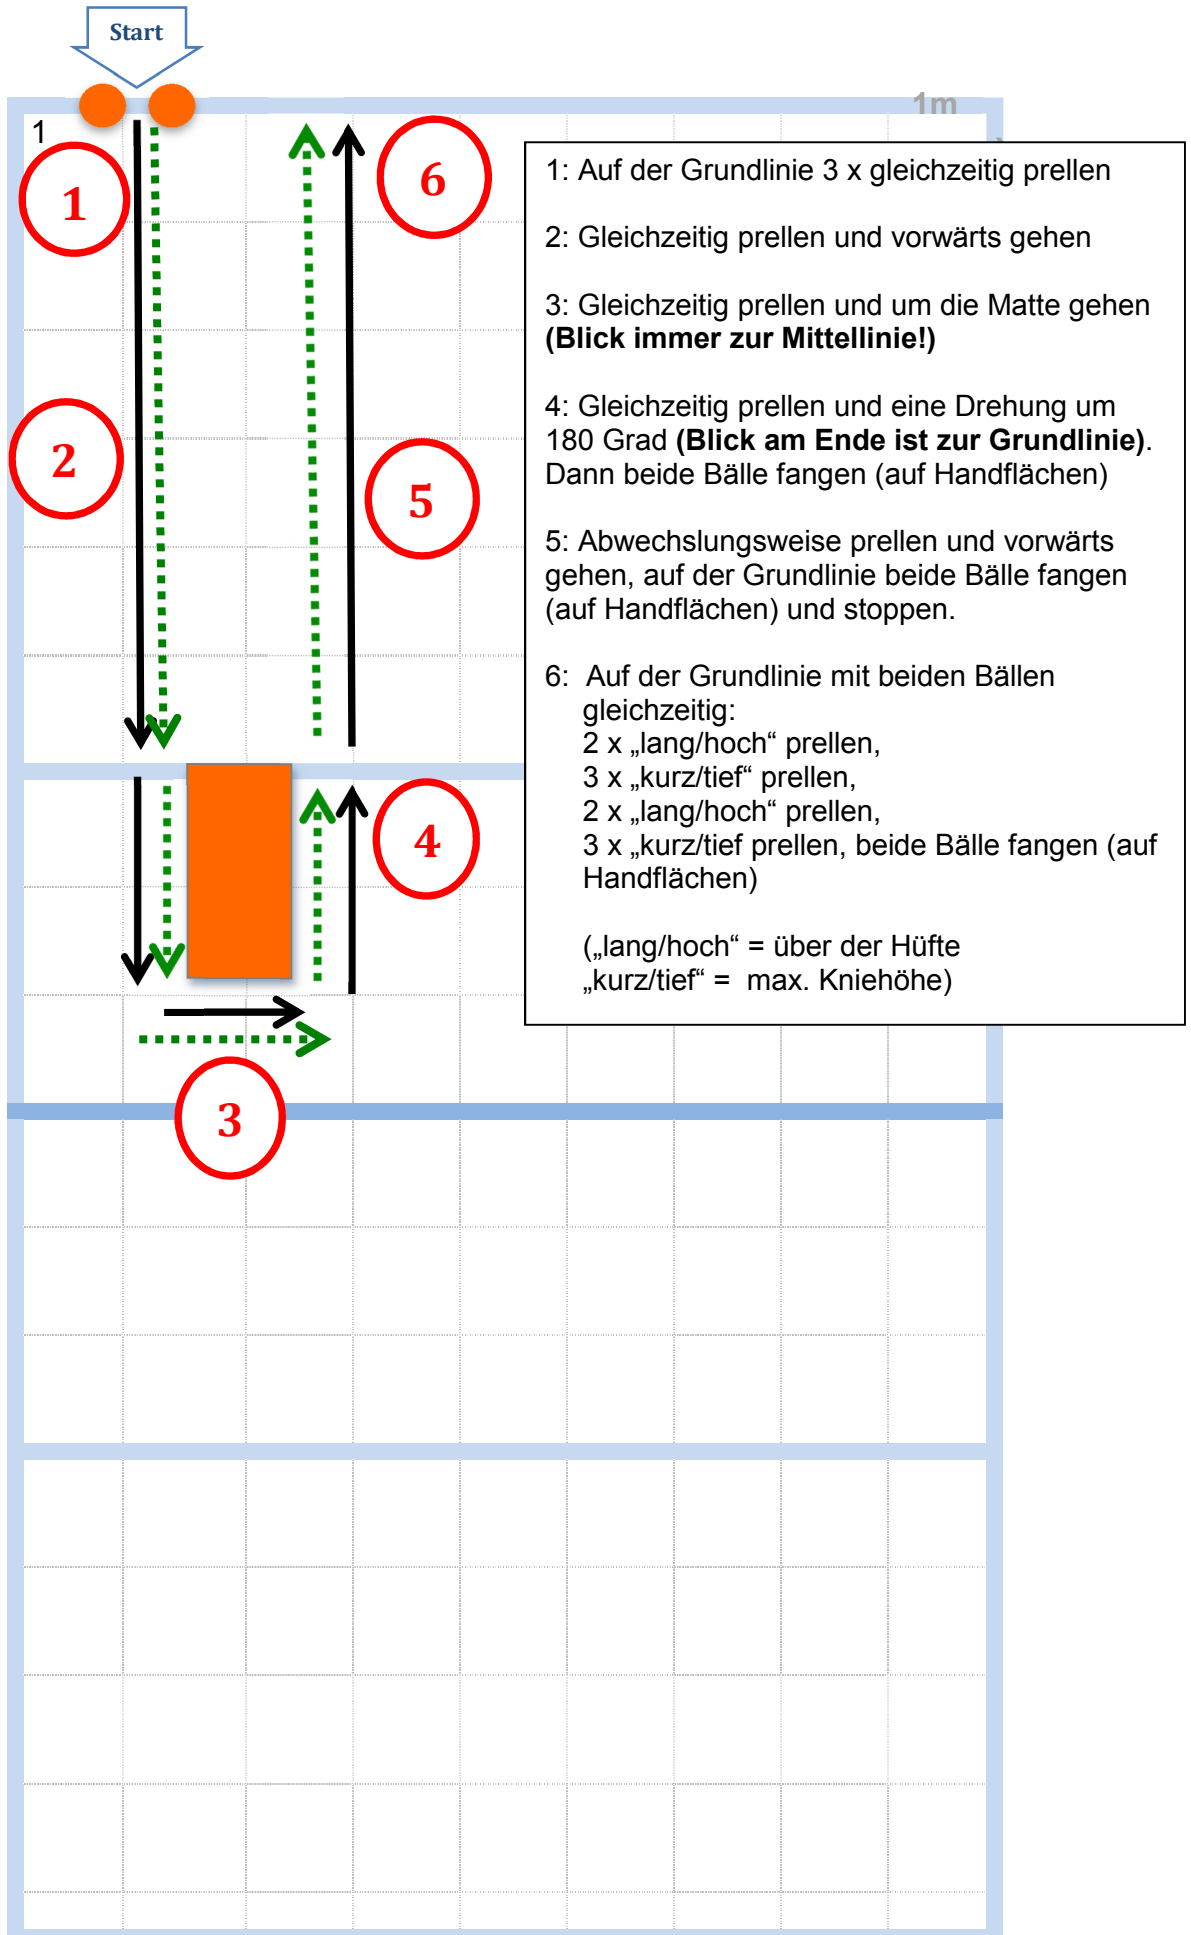 Start
1m
1
1
6
2
5
4
3
1: Auf der Grundlinie 3 x gleichzeitig prellen
2: Gleichzeitig prellen und vorwärts gehen
3: Gleichzeitig prellen und um die Matte gehen
(Blick immer zur Mittellinie!)
4: Gleichzeitig prellen und eine Drehung um
180 Grad (Blick am Ende ist zur Grundlinie).
Dann beide Bälle fangen (auf Handflächen)
5: Abwechslungsweise prellen und vorwärts
gehen, auf der Grundlinie beide Bälle fangen
(auf Handflächen) und stoppen.
6: Auf der Grundlinie mit beiden Bällen
gleichzeitig:
2 x „lang/hoch“ prellen,
3 x „kurz/tief“ prellen,
2 x „lang/hoch“ prellen,
3 x „kurz/tief prellen, beide Bälle fangen (auf
Handflächen)
(„lang/hoch“ = über der Hüfte
„kurz/tief“ = max. Kniehöhe)